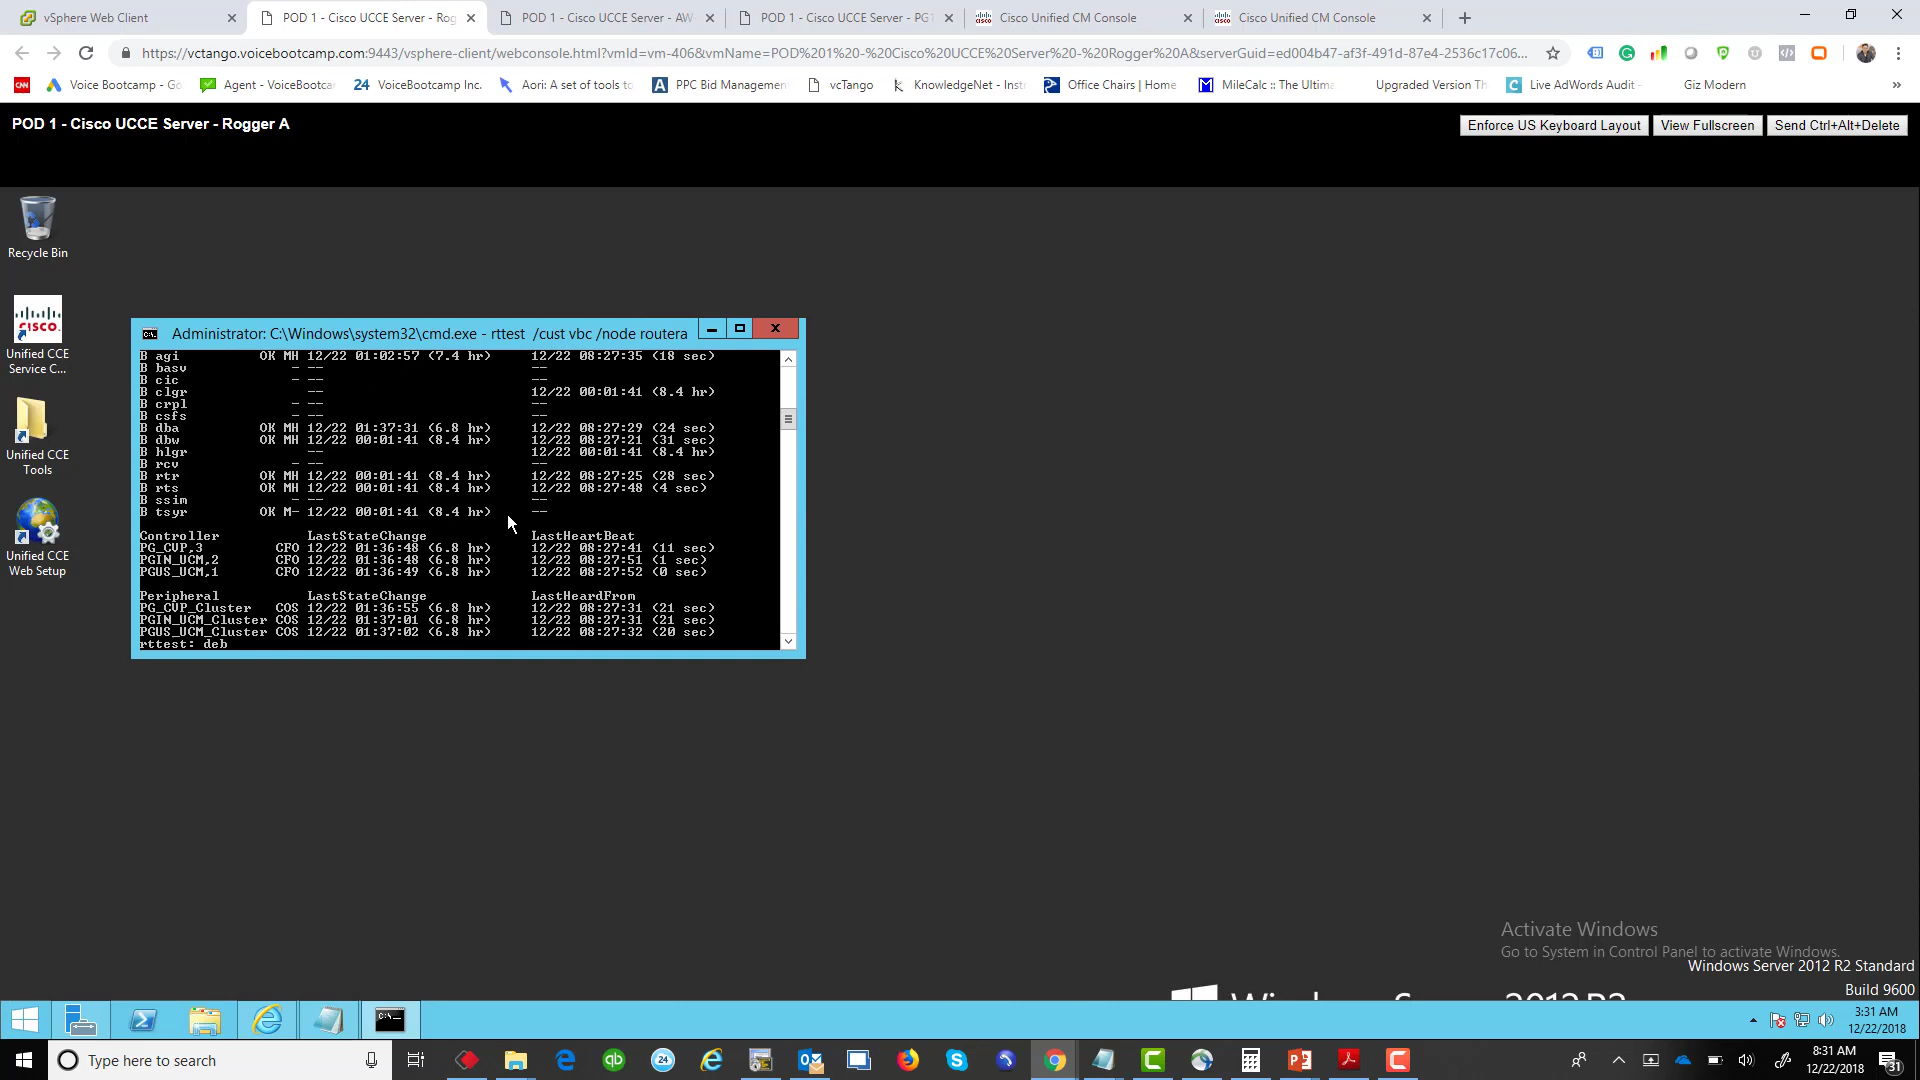 vSphere Web Client
POD 1 - Cisco UCCE Server - Rog
POD 1 - Cisco UCCE Server - AW
POD 1 - Cisco UCCE Server - PG1
Cisco Unified CM Console
Cisco Unified CM Console
https://vctango.voicebootcamp.com:9443/vsphere-client/webconsole.html?vmId=vm-406&vmName=POD%201%20-%20Cisco%20UCCE%20Server%20-%20Rogger%20A&serverGuid=ed004b47-af3f-491d-87e4-2536c17c06...
CNN
Voice Bootcamp - Go
Agent - VoiceBootca
24 VoiceBootCamp Inc.
Aori: A set of tools to
PPC Bid Managemen
vcTango
KnowledgeNet - Inst
Office Chairs | Home
MileCalc :: The Ultima
Upgraded Version Th
Live AdWords Audit -
Giz Modern
POD 1 - Cisco UCCE Server - Rogger A
Enforce US Keyboard Layout
View Fullscreen
Send Ctrl+Alt+Delete
Recycle Bin
CISCO
Unified CCE
Service C...
Unified CCE
Tools
Unified CCE
Web Setup
Administrator: C:\Windows\system32\cmd.exe - rttest /cust vbc /node routera
B agi OK MH 12/22 01:02:57 (7.4 hr) 12/22 08:27:35 (18 sec)
B basv - -- --
B cic - -- --
B clgr 12/22 00:01:41 (8.4 hr)
B crpl - -- --
B csfs - -- --
B dba OK MH 12/22 01:37:31 (6.8 hr) 12/22 08:27:29 (24 sec)
B dbw OK MH 12/22 00:01:41 (8.4 hr) 12/22 08:27:21 (31 sec)
B hlgr - -- 12/22 00:01:41 (8.4 hr)
B rcv - -- --
B rtr OK MH 12/22 00:01:41 (8.4 hr) 12/22 08:27:25 (28 sec)
B rts OK MH 12/22 00:01:41 (8.4 hr) 12/22 08:27:48 (4 sec)
B ssim - -- --
B tsyr OK M- 12/22 00:01:41 (8.4 hr) --
Controller LastStateChange LastHeartBeat
PG_CVP,3 CFO 12/22 01:36:48 (6.8 hr) 12/22 08:27:41 (11 sec)
PGIN_UCM,2 CFO 12/22 01:36:48 (6.8 hr) 12/22 08:27:51 (1 sec)
PGUS_UCM,1 CFO 12/22 01:36:49 (6.8 hr) 12/22 08:27:52 (0 sec)
Peripheral LastStateChange LastHeardFrom
PG_CVP_Cluster COS 12/22 01:36:55 (6.8 hr) 12/22 08:27:31 (21 sec)
PGIN_UCM_Cluster COS 12/22 01:37:01 (6.8 hr) 12/22 08:27:31 (21 sec)
PGUS_UCM_Cluster COS 12/22 01:37:02 (6.8 hr) 12/22 08:27:32 (20 sec)
rttest: deb
Activate Windows
Go to System in Control Panel to activate Windows.
Windows Server 2012 R2 Standard
Build 9600
3:31 AM
12/22/2018
Type here to search
24
8:31 AM
12/22/2018
31